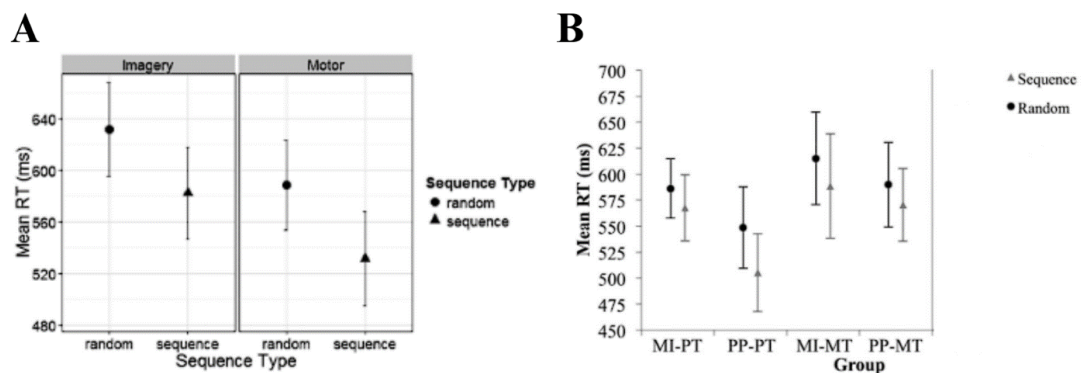 A
Imagery Motor
Mean RT (ms)
640
600
560
520
480
random sequence random sequence
Sequence Type
Sequence Type
random
sequence
B
Mean RT (ms)
700
675
650
625
600
575
550
525
500
475
450
MI-PT PP-PT MI-MT PP-MT
Group
Sequence
Random